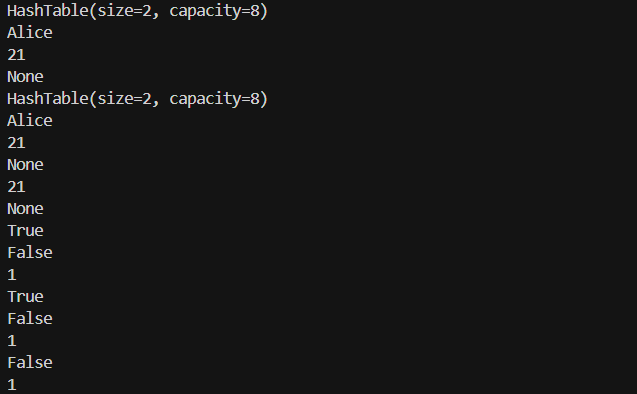 HashTable(size=2, capacity=8)
Alice
21
None
HashTable(size=2, capacity=8)
Alice
21
None
21
None
True
False
1
True
False
1
False
1